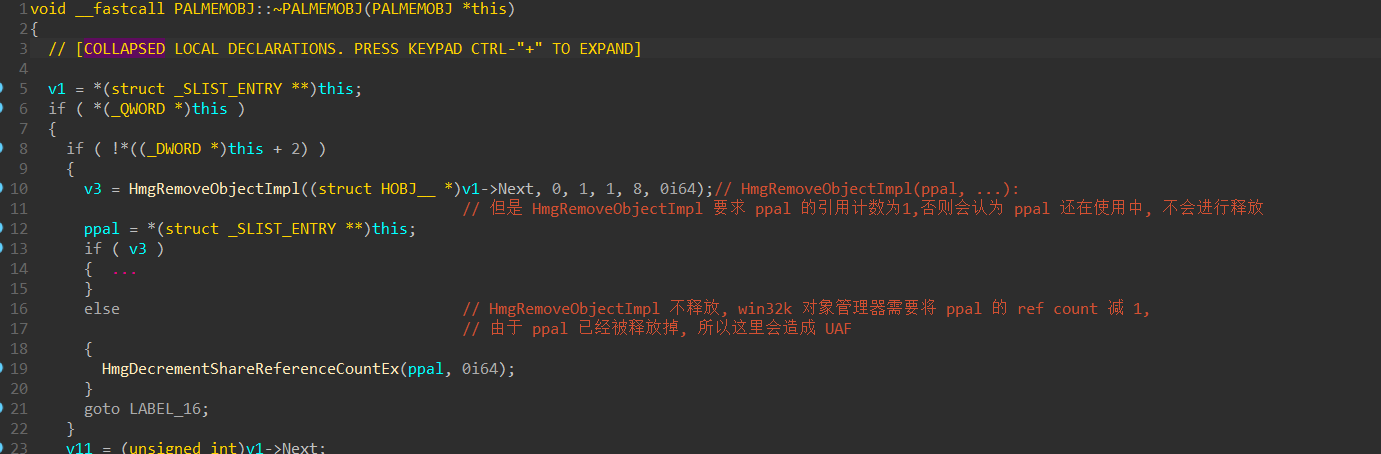 1 void __fastcall PALMEMOBJ::~PALMEMOBJ(PALMEMOBJ *this)
2 {
3 // [COLLAPSED LOCAL DECLARATIONS. PRESS KEYPAD CTRL-"+" TO EXPAND]
4
5 v1 = *(struct _SLIST_ENTRY **)this;
6 if ( *(_QWORD *)this )
7 {
8 if ( !*((_DWORD *)this + 2) )
9 {
10 v3 = HmgRemoveObjectImpl((struct HOBJ__ *)v1->Next, 0, 1, 1, 8, 0i64);// HmgRemoveObjectImpl(ppal, ...):
11 // 但是 HmgRemoveObjectImpl 要求 ppal 的引用计数为1,否则会认为 ppal 还在使用中, 不会进行释放
12 ppal = *(struct _SLIST_ENTRY **)this;
13 if ( v3 )
14 { ...
15 }
16 else // HmgRemoveObjectImpl 不释放, win32k 对象管理器需要将 ppal 的 ref count 减 1,
17 // 由于 ppal 已经被释放掉, 所以这里会造成 UAF
18 {
19 HmgDecrementShareReferenceCountEx(ppal, 0i64);
20 }
21 goto LABEL_16;
22 }
23 v11 = (unsigned int)v1->Next;